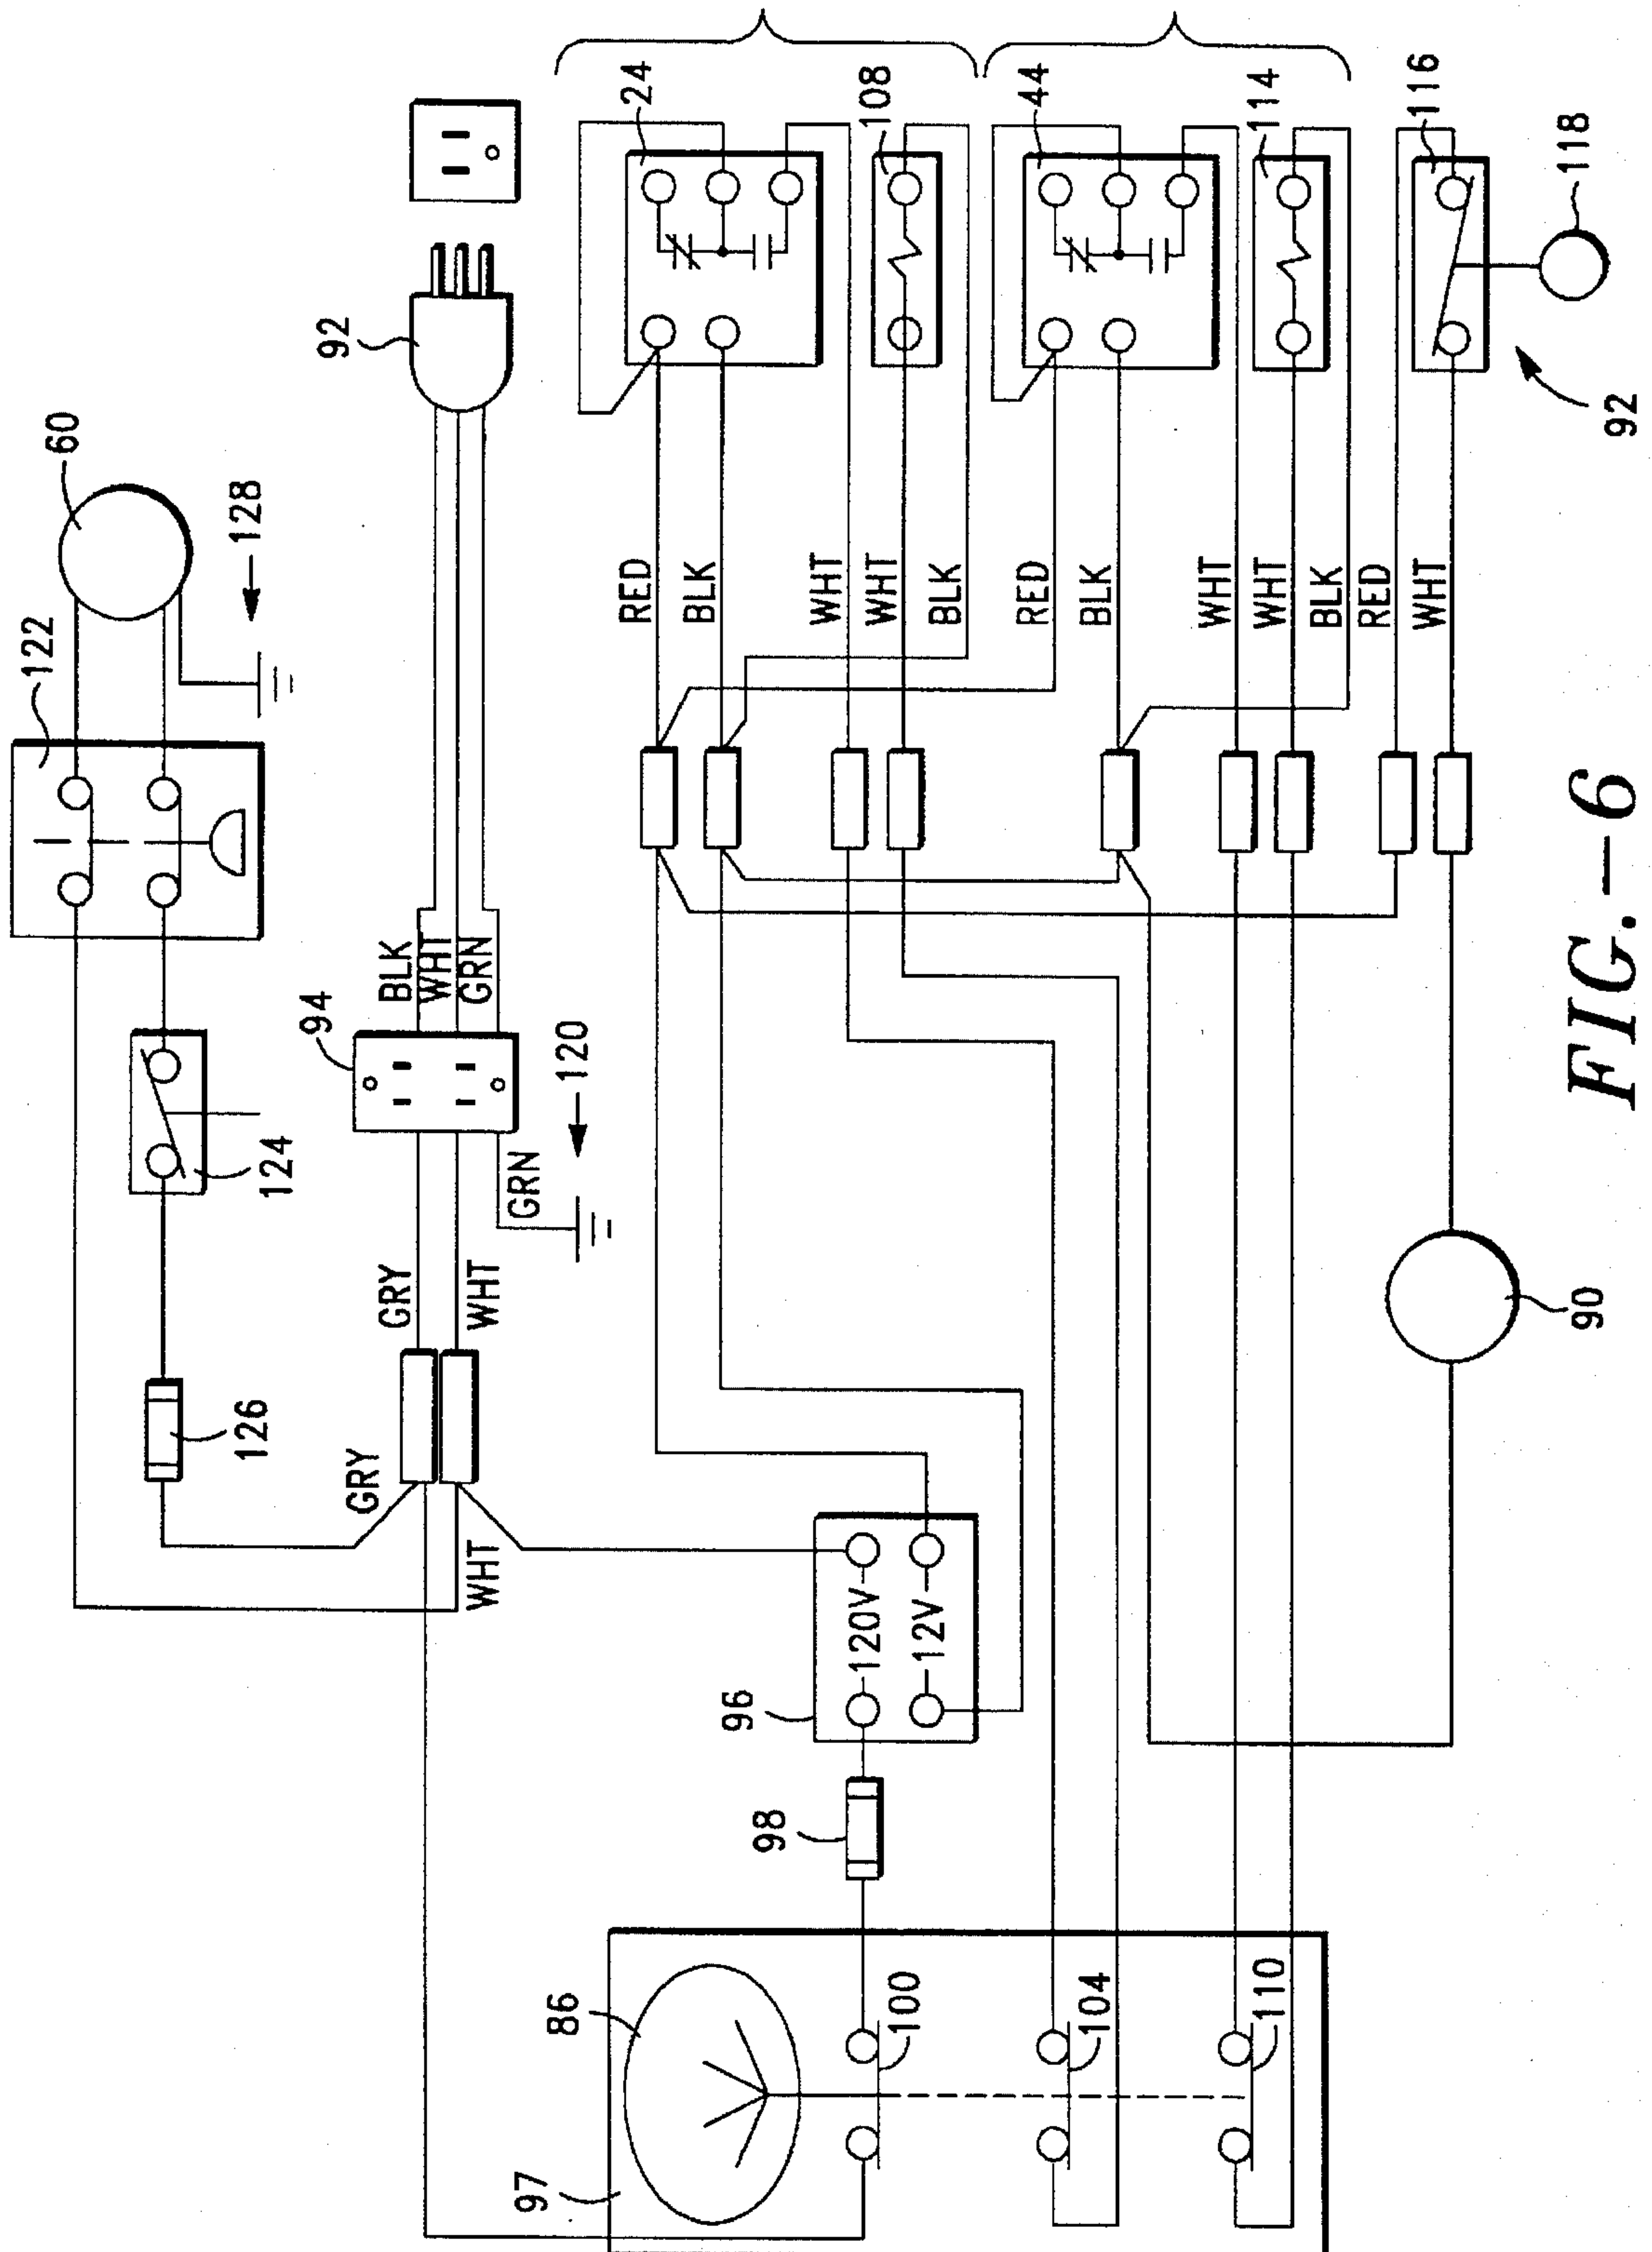 122
60
128
124
126
92
94
BLK
WHT
GRN
GRN
120
GRY
WHT
GRY
WHT
24
108
44
114
116
118
92
RED
BLK
WHT
WHT
BLK
RED
BLK
WHT
WHT
BLK
RED
WHT
96
120V
12V
98
86
97
100
104
110
90
FIG.-6